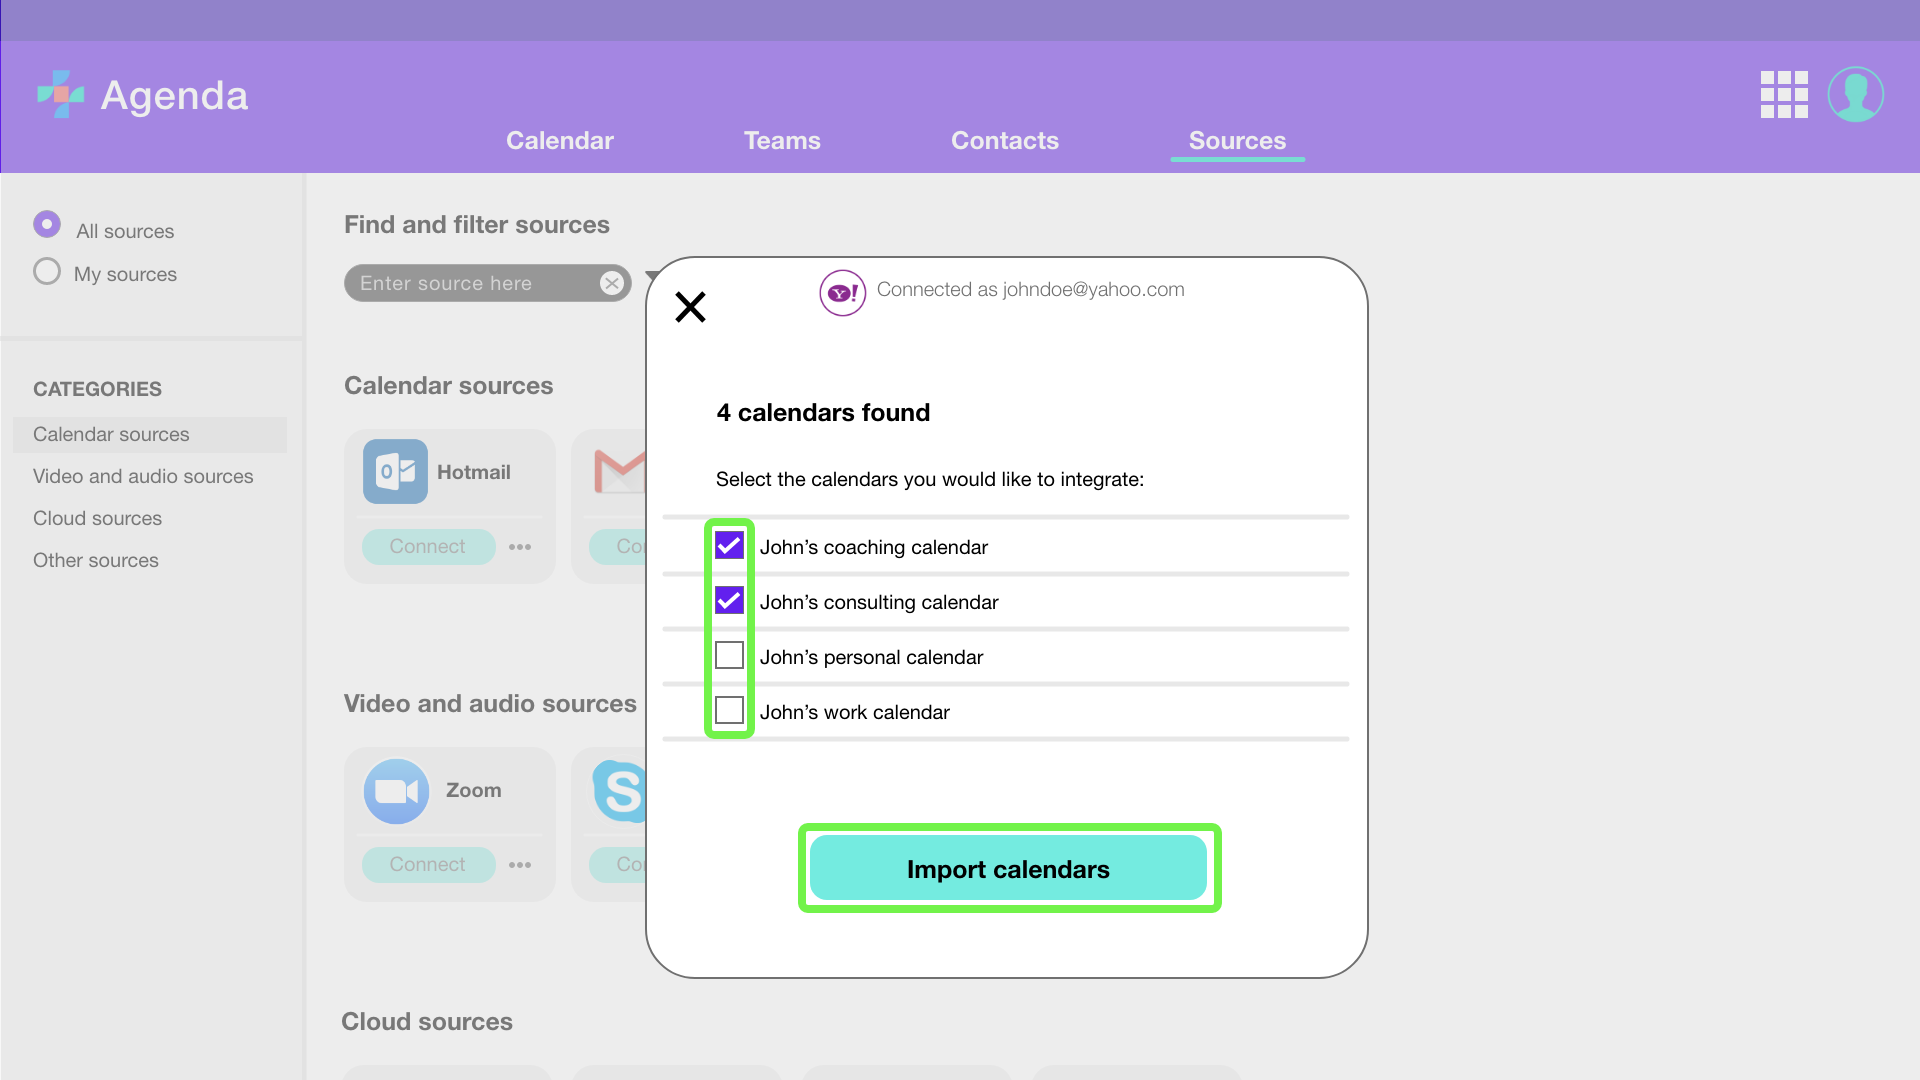 Agenda
Calendar
Teams
Contacts
Sources
All sources
My sources
CATEGORIES
Calendar sources
Video and audio sources
Cloud sources
Other sources
Find and filter sources
Enter source here
Calendar sources
Hotmail
Connect
Video and audio sources
Zoom
Connect
Cloud sources
Y! Connected as johndoe@yahoo.com
4 calendars found
Select the calendars you would like to integrate:
John’s coaching calendar
John’s consulting calendar
John’s personal calendar
John’s work calendar
Import calendars